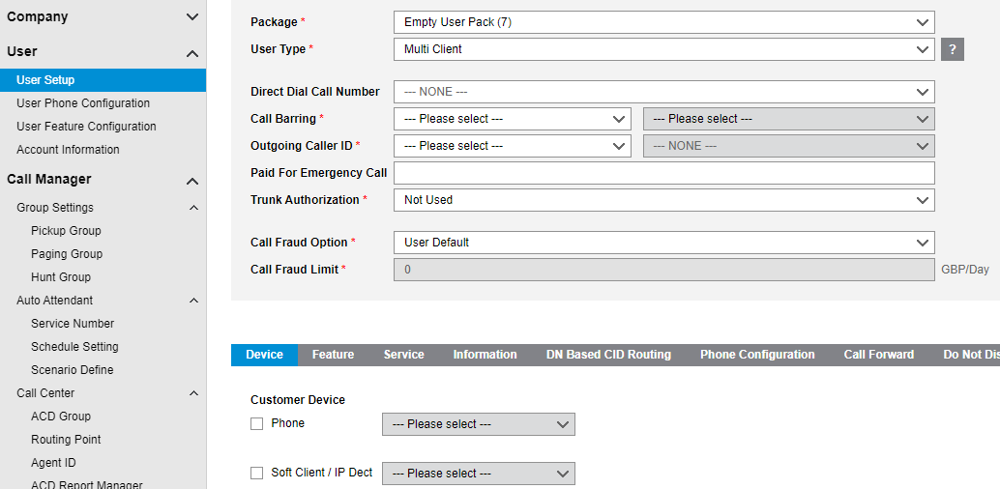 Company
User
User Setup
User Phone Configuration
User Feature Configuration
Account Information
Call Manager
Group Settings
Pickup Group
Paging Group
Hunt Group
Auto Attendant
Service Number
Schedule Setting
Scenario Define
Call Center
ACD Group
Routing Point
Agent ID
ACD Report Manager
Package * Empty User Pack (7)
User Type * Multi Client ?
Direct Dial Call Number --- NONE ---
Call Barring * --- Please select --- --- Please select ---
Outgoing Caller ID * --- Please select --- --- NONE ---
Paid For Emergency Call
Trunk Authorization * Not Used
Call Fraud Option * User Default
Call Fraud Limit * 0 GBP/Day
Device Feature Service Information DN Based CID Routing Phone Configuration Call Forward Do Not Dis
Customer Device
Phone --- Please select ---
Soft Client / IP Dect --- Please select ---